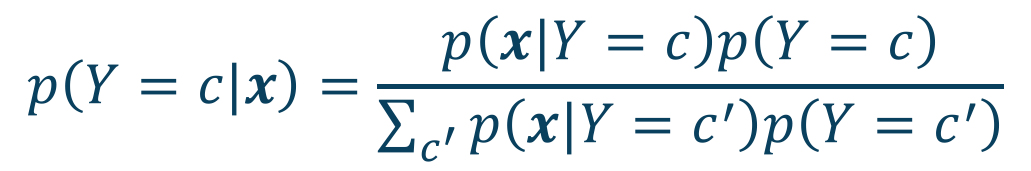 p(Y = c|x) = p(x|Y = c)p(Y = c) / ∑c′ p(x|Y = c′)p(Y = c′)